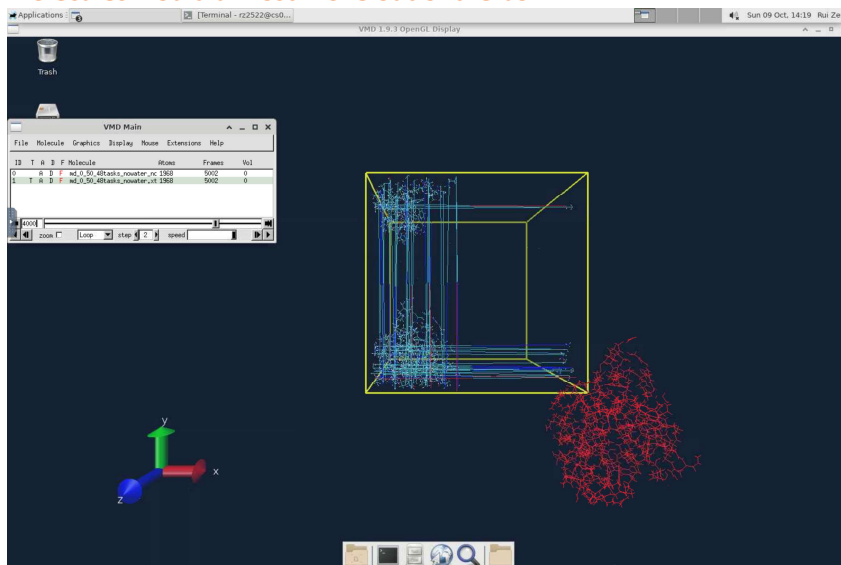 Applications
[Terminal - rz2522@cs0...
Sun 09 Oct, 14:19 Rui Ze
VMD 1.9.3 OpenGL Display
Trash
VMD Main
File Molecule Graphics Display Mouse Extensions Help
ID T A D F Molecule Atoms Frames Vol
0 A D F md_0_50_48tasks_nowater_nc 1968 5002 0
1 T A D F md_0_50_48tasks_nowater.xt 1968 5002 0
4000
zoom Loop step 2 speed
y
x
z